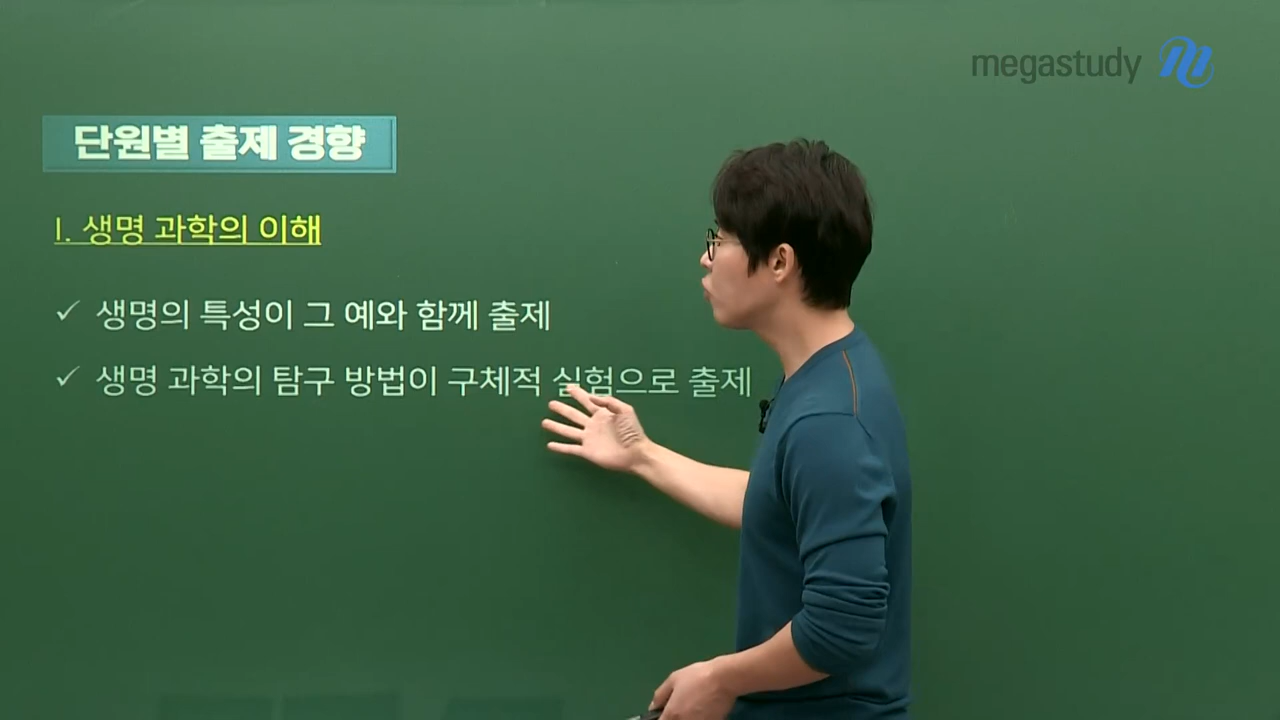 megastudy
단원별 출제 경향
I. 생명 과학의 이해
✓ 생명의 특성이 그 예와 함께 출제
✓ 생명 과학의 탐구 방법이 구체적 실험으로 출제